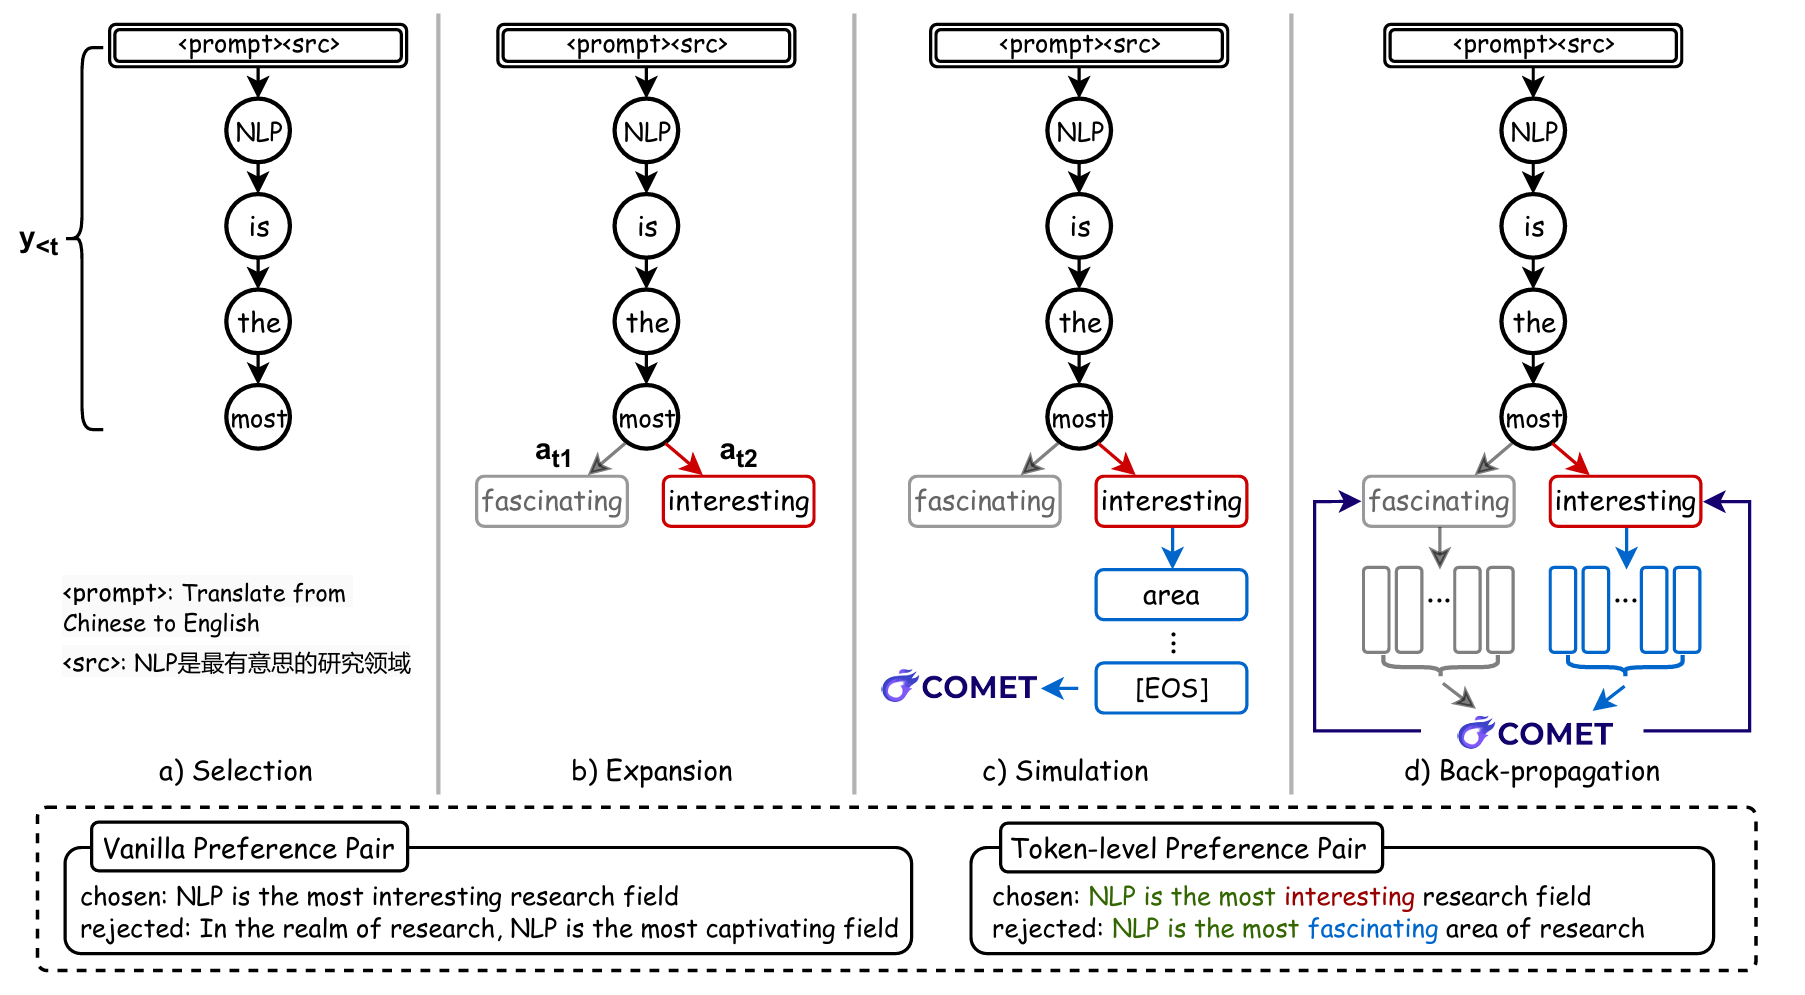 <prompt><src>
NLP
is
the
most
y<t
<prompt>: Translate from
Chinese to English
<src>: NLP是最有意思的研究领域
a) Selection
<prompt><src>
NLP
is
the
most
at1
at2
fascinating
interesting
b) Expansion
<prompt><src>
NLP
is
the
most
fascinating
interesting
area
⋮
[EOS]
COMET
c) Simulation
<prompt><src>
NLP
is
the
most
fascinating
interesting
...
...
COMET
d) Back-propagation
Vanilla Preference Pair
chosen: NLP is the most interesting research field
rejected: In the realm of research, NLP is the most captivating field
Token-level Preference Pair
chosen: NLP is the most interesting research field
rejected: NLP is the most fascinating area of research